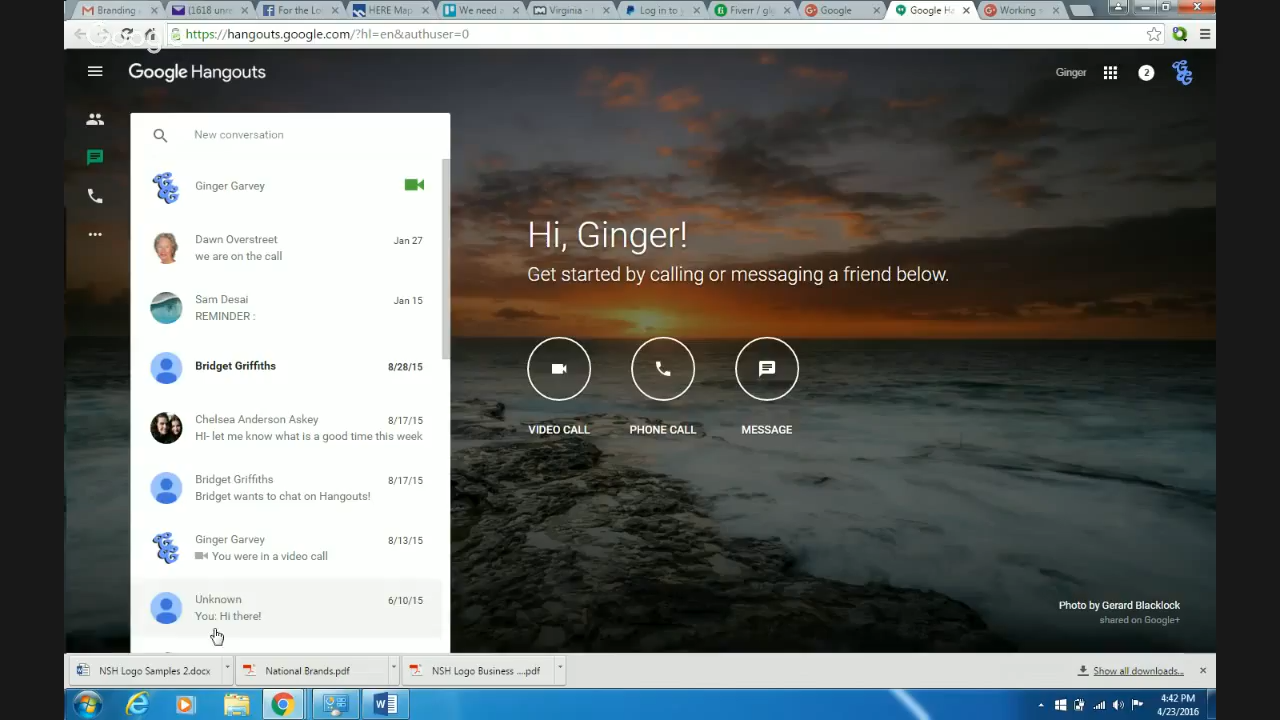 Branding
(1618 unr
For the Lo
HERE Map
We need a
Virginia -
Log in to
Fiverr / gi
Google
Google Ha
Working
https://hangouts.google.com/?hl=en&authuser=0
Google Hangouts
Ginger
2
New conversation
Ginger Garvey
Dawn Overstreet
Jan 27
we are on the call
Sam Desai
Jan 15
REMINDER :
Bridget Griffiths
8/28/15
Chelsea Anderson Askey
8/17/15
HI- let me know what is a good time this week
Bridget Griffiths
8/17/15
Bridget wants to chat on Hangouts!
Ginger Garvey
8/13/15
You were in a video call
Unknown
6/10/15
You: Hi there!
Hi, Ginger!
Get started by calling or messaging a friend below.
VIDEO CALL
PHONE CALL
MESSAGE
Photo by Gerard Blacklock
shared on Google+
NSH Logo Samples 2.docx
National Brands.pdf
NSH Logo Business ....pdf
Show all downloads...
4:42 PM
4/23/2016